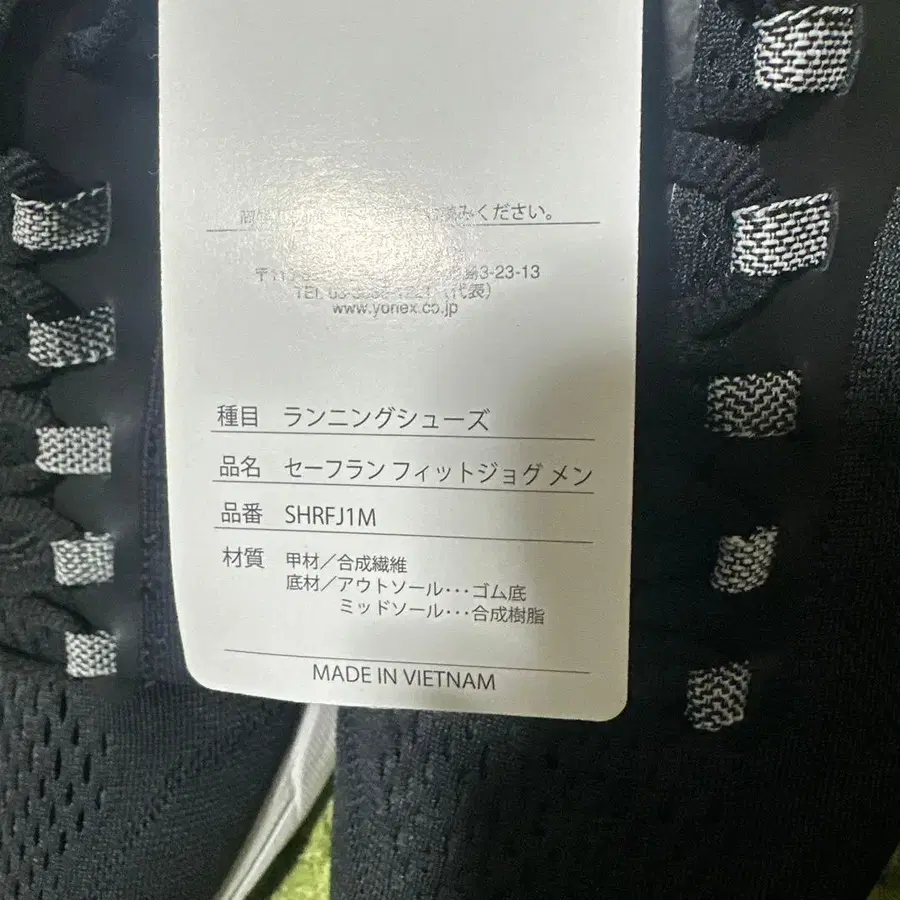 みください。
3-23-13
（代表）
www.yonex.co.jp
種目 ランニングシューズ
品名 セーフラン フィットジョグ メン
品番 SHRFJ1M
材質 甲材／合成繊維
底材／アウトソール･･･ゴム底
ミッドソール･･･合成樹脂
MADE IN VIETNAM